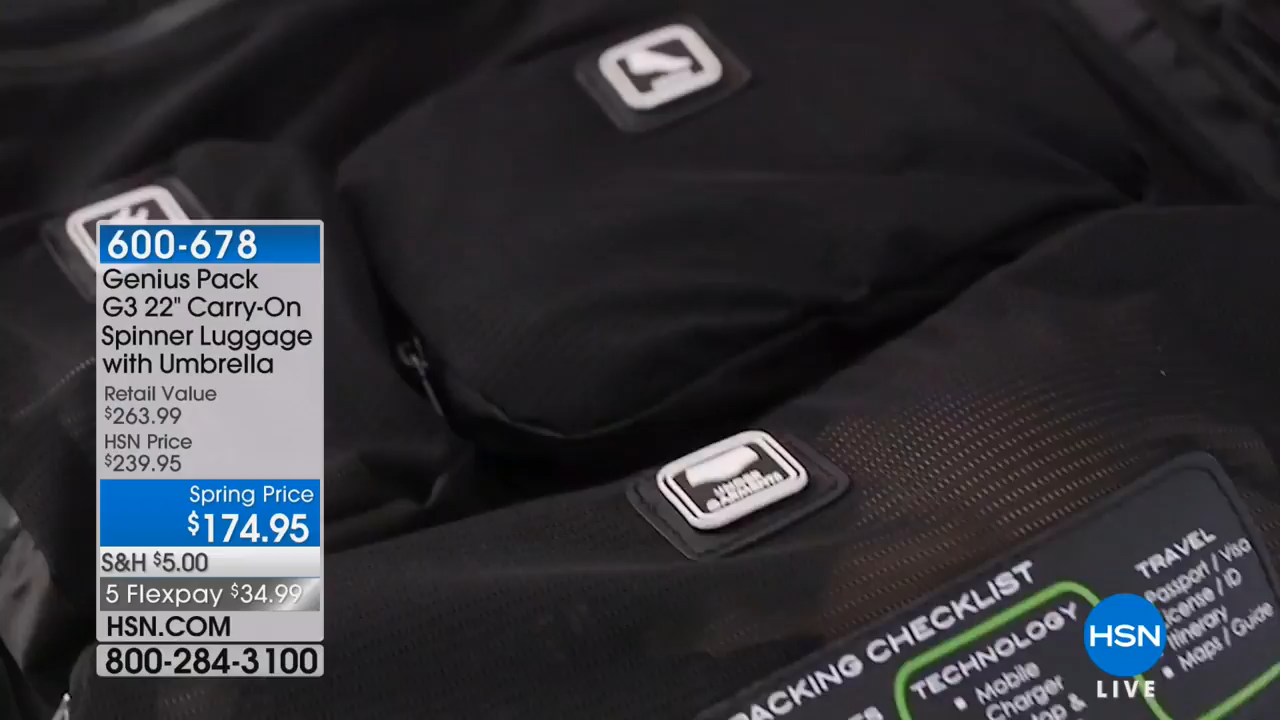 600-678
Genius Pack
G3 22" Carry-On
Spinner Luggage
with Umbrella
Retail Value
$263.99
HSN Price
$239.95
Spring Price
$174.95
S&H $5.00
5 Flexpay $34.99
HSN.COM
800-284-3100
UNDER
GARMENTS
PACKING CHECKLIST
TECHNOLOGY
• Mobile
Charger
TRAVEL
Passport / Visa
License / ID
Itinerary
• Maps / Guide
HSN
LIVE